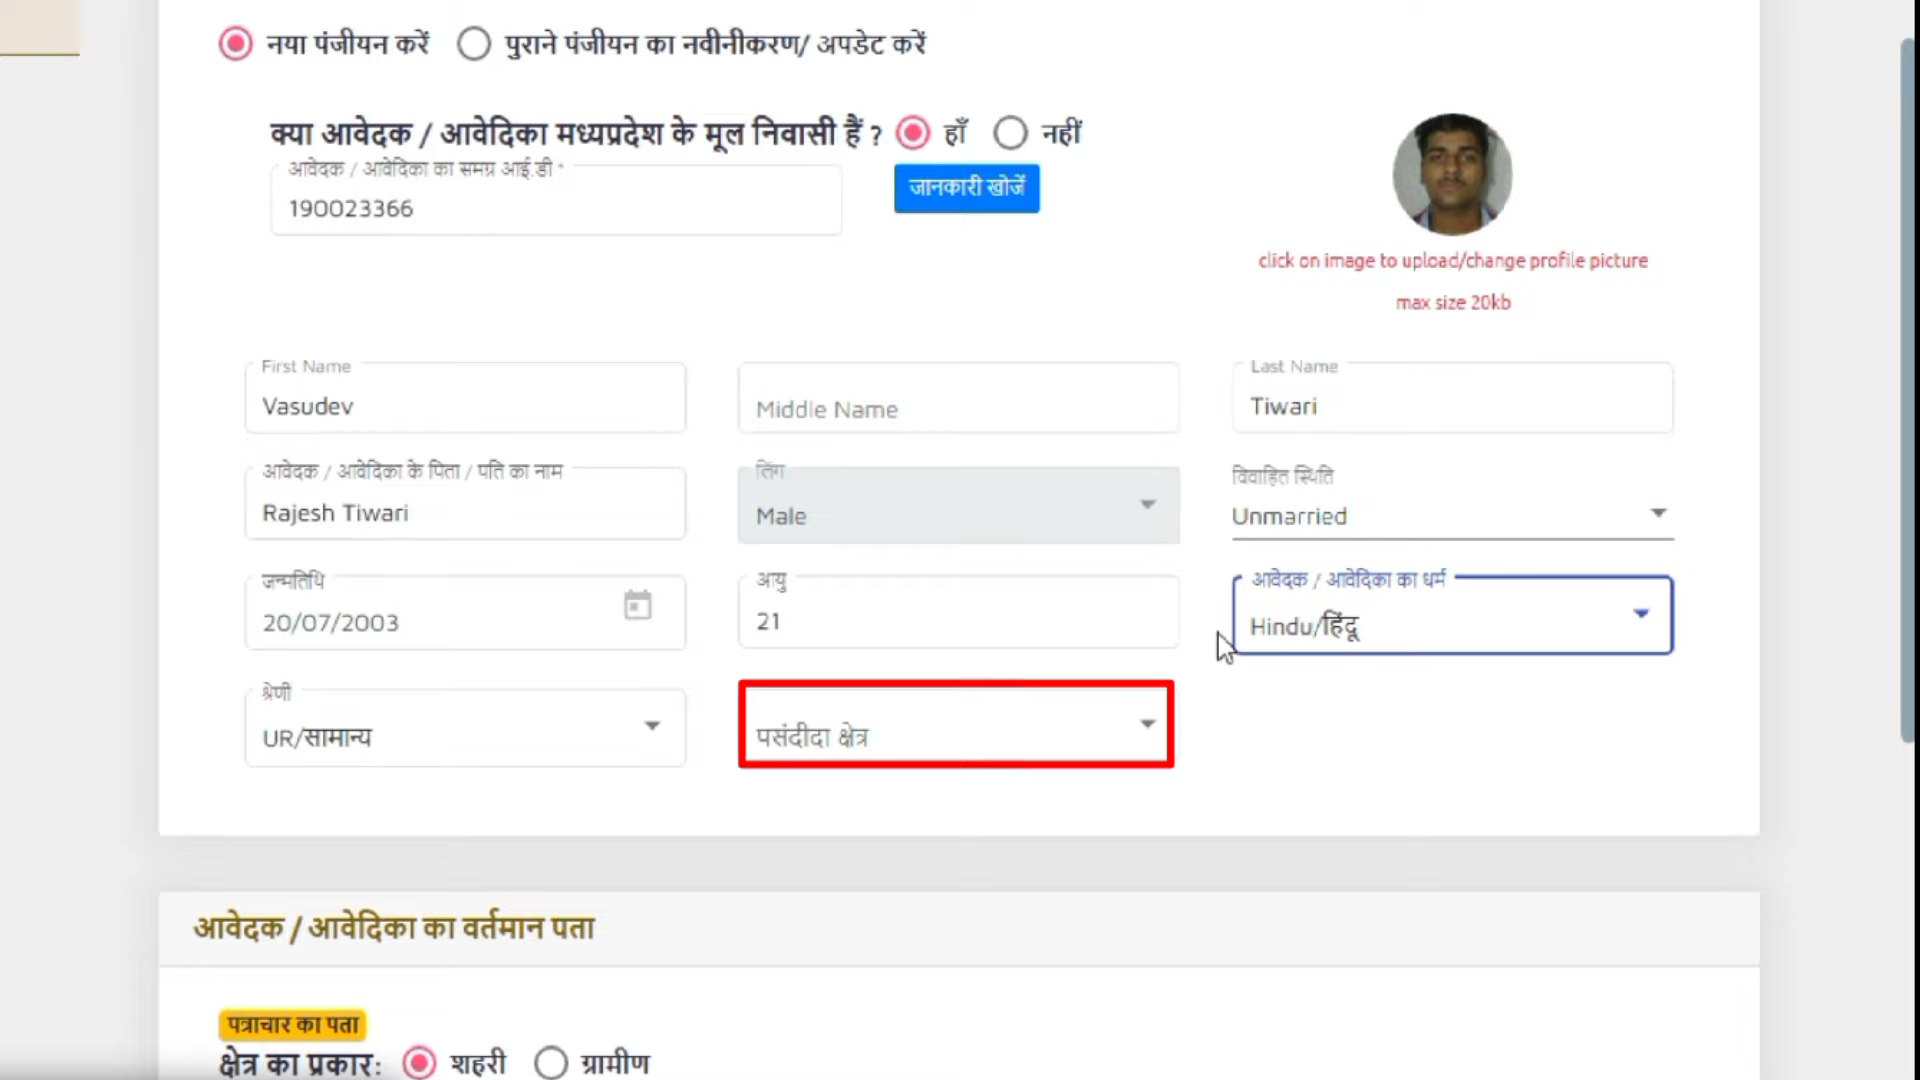 नया पंजीयन करें पुराने पंजीयन का नवीनीकरण/ अपडेट करें
क्या आवेदक / आवेदिका मध्यप्रदेश के मूल निवासी हैं ? हाँ नहीं
आवेदक / आवेदिका का समग्र आई.डी *
190023366
जानकारी खोजें
click on image to upload/change profile picture
max size 20kb
First Name
Vasudev
Middle Name
Last Name
Tiwari
आवेदक / आवेदिका के पिता / पति का नाम
Rajesh Tiwari
लिंग
Male
विवाहित स्थिति
Unmarried
जन्मतिथि
20/07/2003
आयु
21
आवेदक / आवेदिका का धर्म
Hindu/हिंदू
श्रेणी
UR/सामान्य
पसंदीदा क्षेत्र
आवेदक / आवेदिका का वर्तमान पता
पत्राचार का पता
क्षेत्र का प्रकार: शहरी ग्रामीण